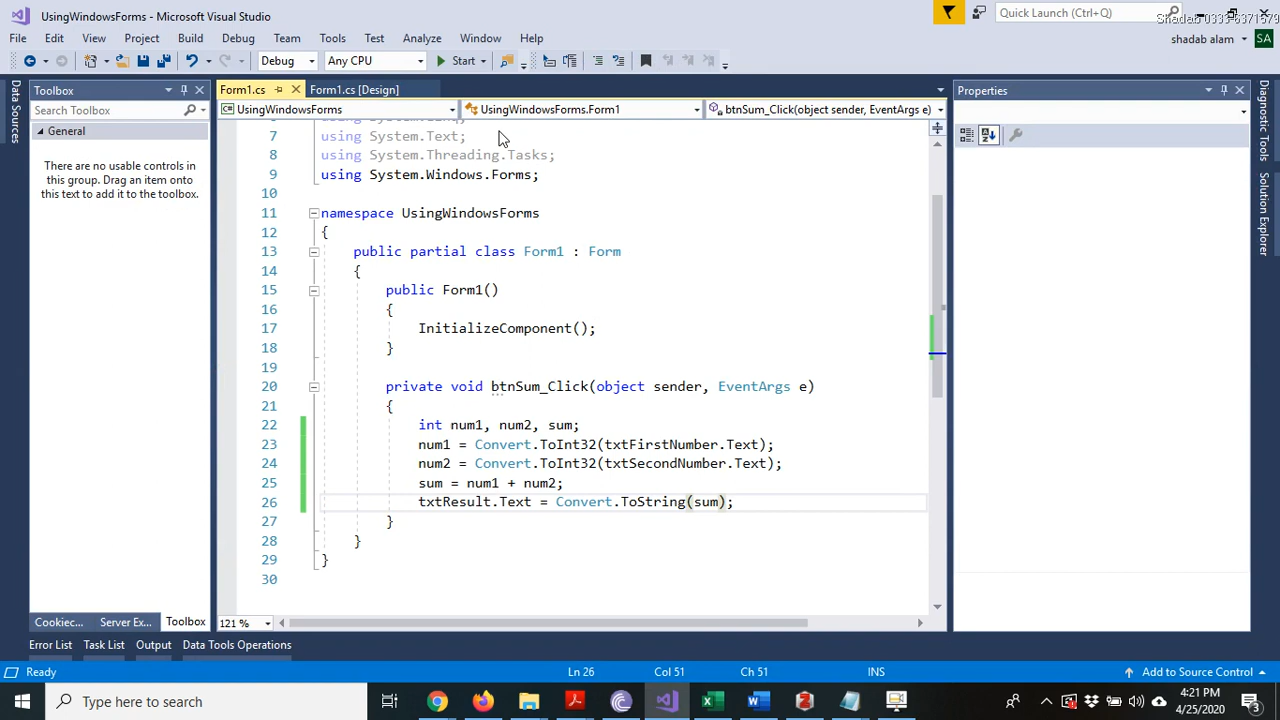 UsingWindowsForms - Microsoft Visual Studio
Quick Launch (Ctrl+Q)
File Edit View Project Build Debug Team Tools Test Analyze Window Help
shadab alam SA
Debug Any CPU Start
Data Sources
Toolbox
Search Toolbox
General
There are no usable controls in this group. Drag an item onto this text to add it to the toolbox.
Cookiec... Server Ex... Toolbox
Form1.cs Form1.cs [Design]
UsingWindowsForms UsingWindowsForms.Form1 btnSum_Click(object sender, EventArgs e)
7 using System.Text;
8 using System.Threading.Tasks;
9 using System.Windows.Forms;
10
11 namespace UsingWindowsForms
12 {
13 public partial class Form1 : Form
14 {
15 public Form1()
16 {
17 InitializeComponent();
18 }
19
20 private void btnSum_Click(object sender, EventArgs e)
21 {
22 int num1, num2, sum;
23 num1 = Convert.ToInt32(txtFirstNumber.Text);
24 num2 = Convert.ToInt32(txtSecondNumber.Text);
25 sum = num1 + num2;
26 txtResult.Text = Convert.ToString(sum);
27 }
28 }
29 }
30
121 %
Properties
Diagnostic Tools
Solution Explorer
Error List Task List Output Data Tools Operations
Ready Ln 26 Col 51 Ch 51 INS Add to Source Control
Type here to search
4:21 PM
4/25/2020
3